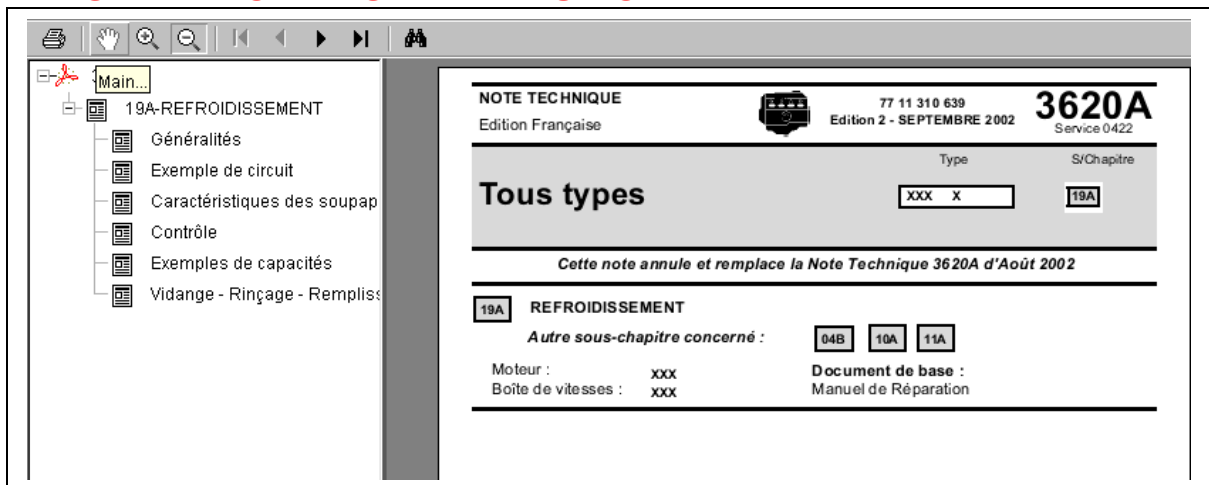 Main...
19A-REFROIDISSEMENT
Généralités
Exemple de circuit
Caractéristiques des soupap
Contrôle
Exemples de capacités
Vidange - Rinçage - Rempliss
NOTE TECHNIQUE
Edition Française
77 11 310 639
Edition 2 - SEPTEMBRE 2002
3620A
Service 0422
Tous types
Type
S/Chapitre
XXX X
19A
Cette note annule et remplace la Note Technique 3620A d'Août 2002
19A REFROIDISSEMENT
Autre sous-chapitre concerné : 04B 10A 11A
Moteur : XXX
Boîte de vitesses : XXX
Document de base :
Manuel de Réparation